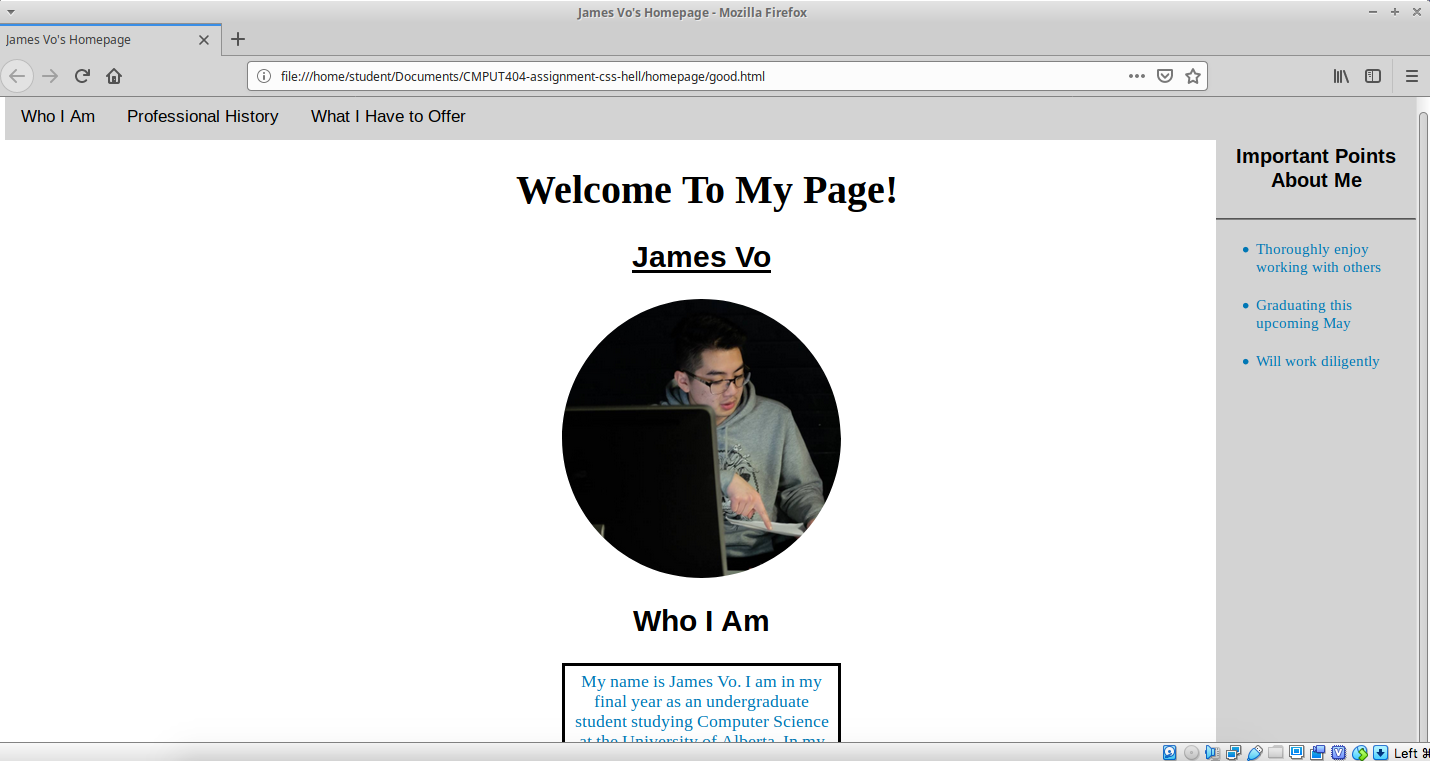 James Vo's Homepage - Mozilla Firefox
James Vo's Homepage
file:///home/student/Documents/CMPUT404-assignment-css-hell/homepage/good.html
Who I Am Professional History What I Have to Offer
Welcome To My Page!
James Vo
Who I Am
My name is James Vo. I am in my
final year as an undergraduate
student studying Computer Science
at the University of Alberta. In my
Important Points
About Me
Thoroughly enjoy
working with others
Graduating this
upcoming May
Will work diligently
Left ⌘